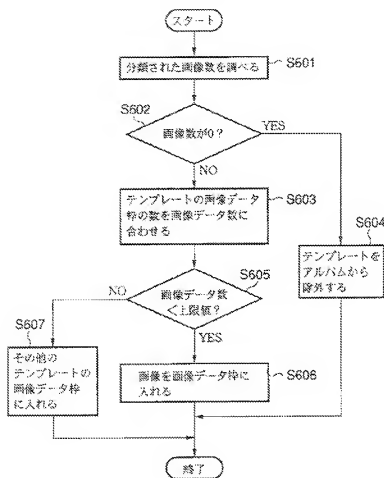 スタート
分類された画像数を調べる
S601
S602
画像数が0？
YES
NO
テンプレートの画像データ
枠の数を画像データ数に
合わせる
S603
S604
テンプレートを
アルバムから
除外する
S605
画像データ数
<上限値？
NO
YES
S607
その他の
テンプレートの
画像データ枠
に入れる
画像を画像データ枠に
入れる
S606
終了